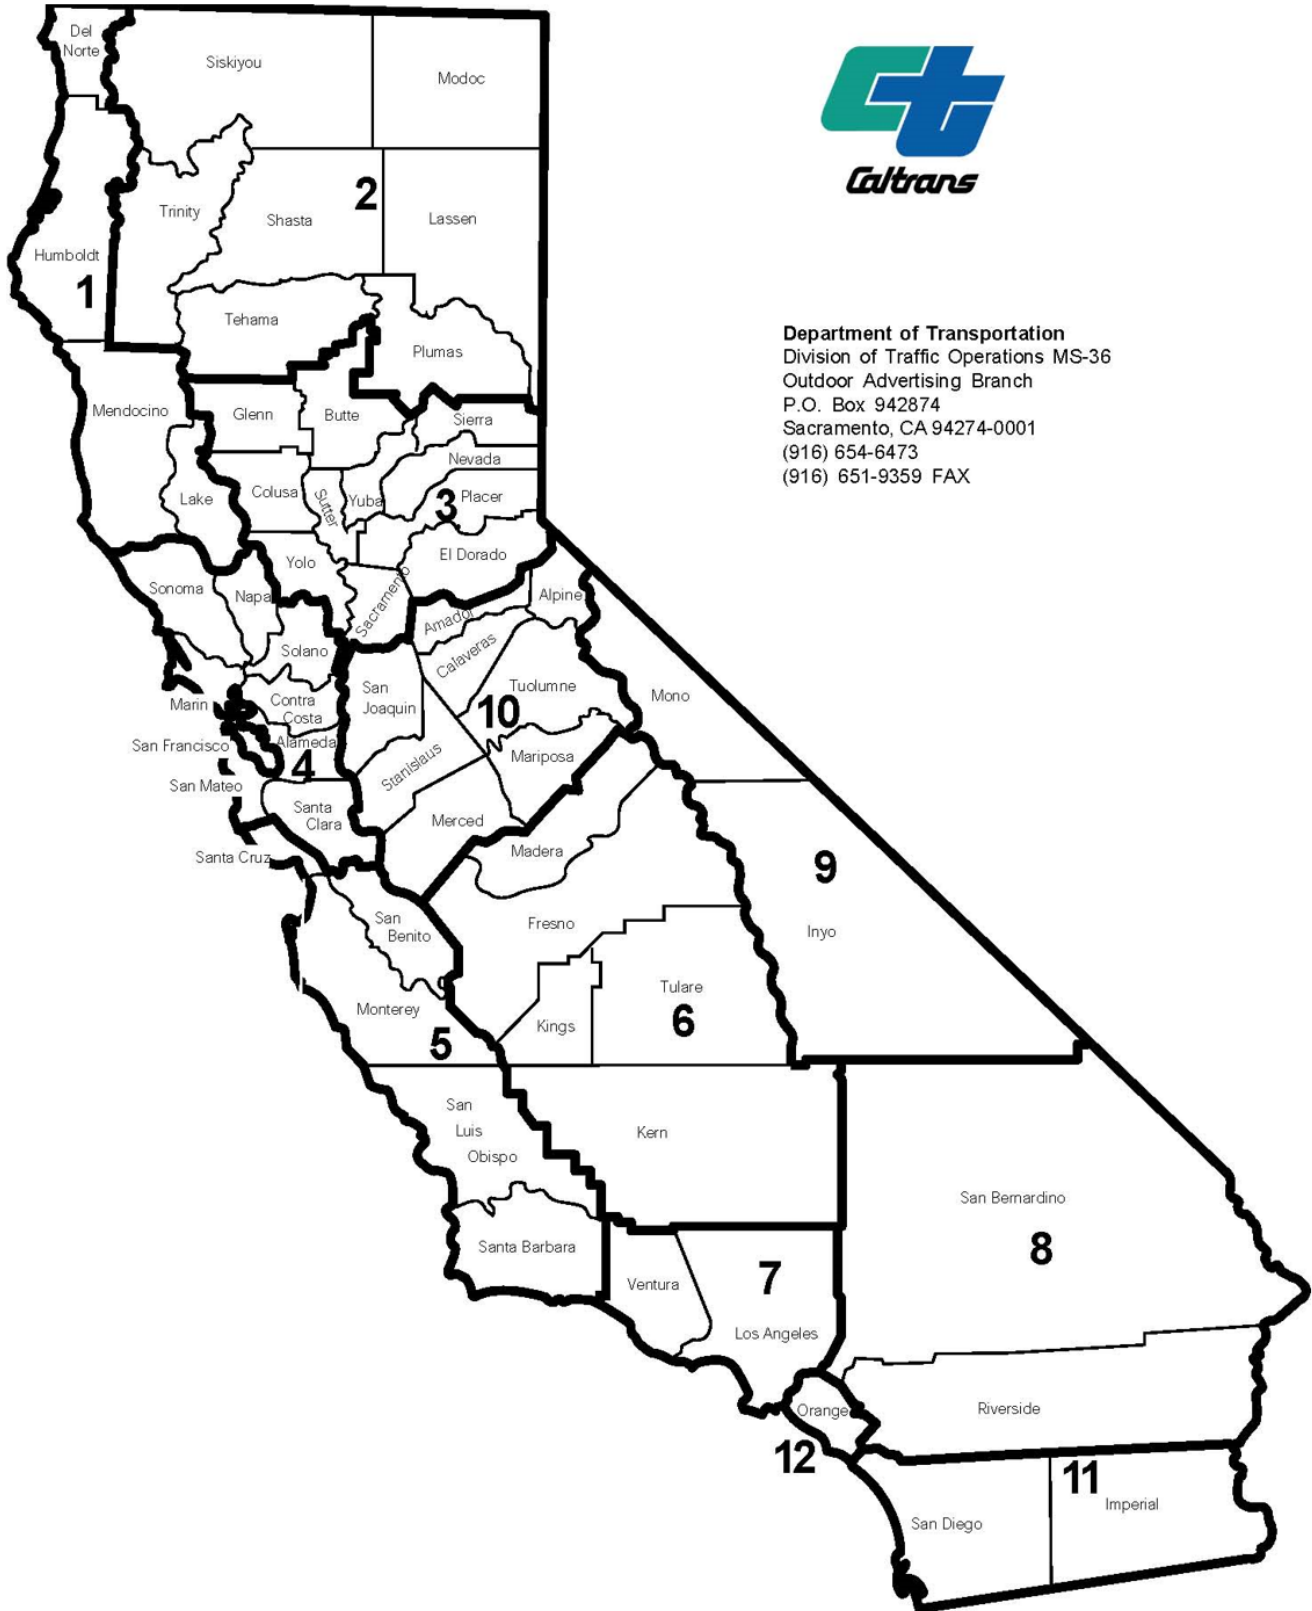 Del
Norte
Siskiyou
Modoc
Caltrans
2
Trinity
Shasta
Lassen
Humboldt
1
Tehama
Plumas
Department of Transportation
Division of Traffic Operations MS-36
Outdoor Advertising Branch
P.O. Box 942874
Sacramento, CA 94274-0001
(916) 654-6473
(916) 651-9359 FAX
Mendocino
Glenn
Butte
Sierra
Nevada
Lake
Colusa
Sutter
Yuba
3
Placer
Yolo
El Dorado
Sonoma
Napa
Sacramento
Amador
Alpine
Solano
Calaveras
Marin
Contra
Costa
San
Joaquin
10
Tuolumne
Mono
San Francisco
Alameda
4
Stanislaus
Mariposa
San Mateo
Santa
Clara
Merced
Santa Cruz
Madera
9
San
Benito
Fresno
Inyo
Monterey
5
Kings
Tulare
6
San
Luis
Obispo
Kern
San Bernardino
8
Santa Barbara
Ventura
7
Los Angeles
Orange
12
Riverside
11
San Diego
Imperial